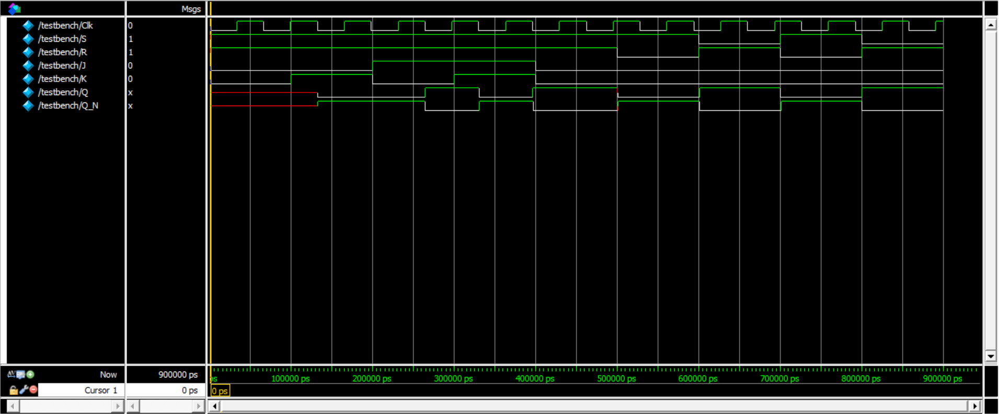 Msgs
/testbench/Clk 0
/testbench/S 1
/testbench/R 1
/testbench/J 0
/testbench/K 0
/testbench/Q x
/testbench/Q_N x
Now 900000 ps ps 100000 ps 200000 ps 300000 ps 400000 ps 500000 ps 600000 ps 700000 ps 800000 ps 900000 ps
Cursor 1 0 ps 0 ps